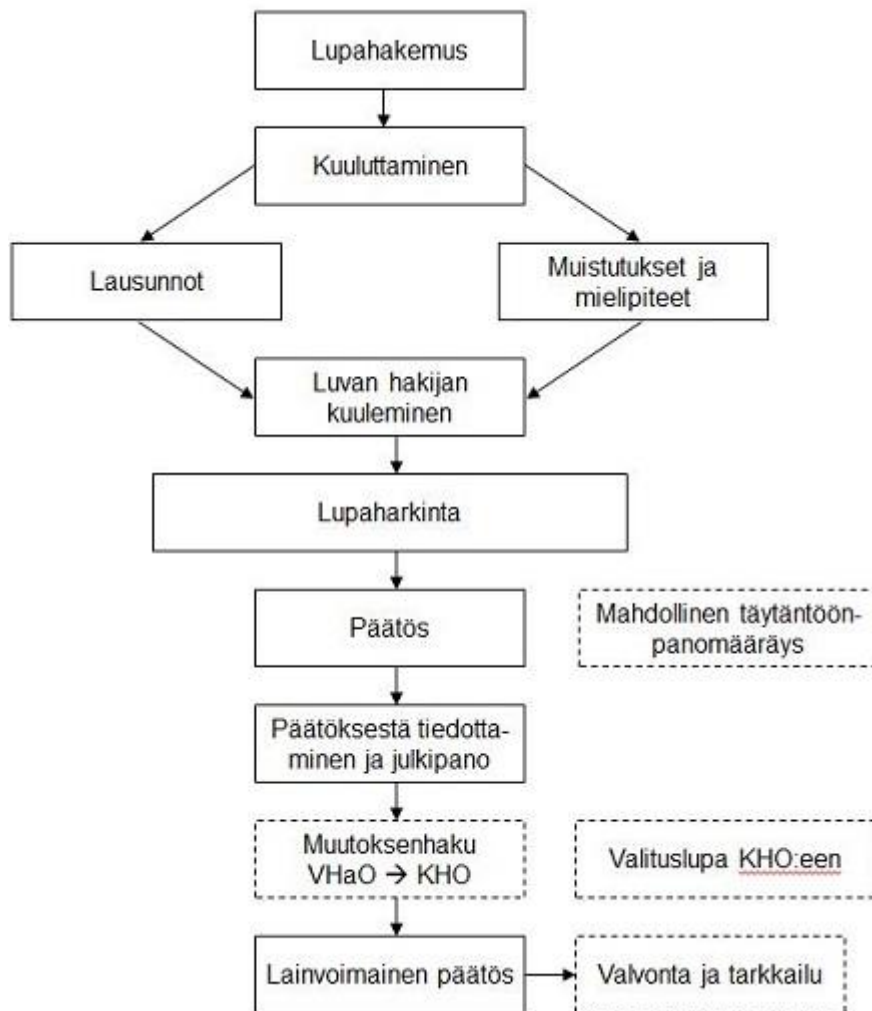 Lupahakemus
Kuuluttaminen
Lausunnot
Muistutukset ja
mielipiteet
Luvan hakijan
kuuleminen
Lupaharkinta
Päätös
Mahdollinen täytäntöön-
panomääräys
Päätöksestä tiedotta-
minen ja julkipano
Muutoksenhaku
VHaO → KHO
Valituslupa KHO:een
Lainvoimainen päätös
Valvonta ja tarkkailu